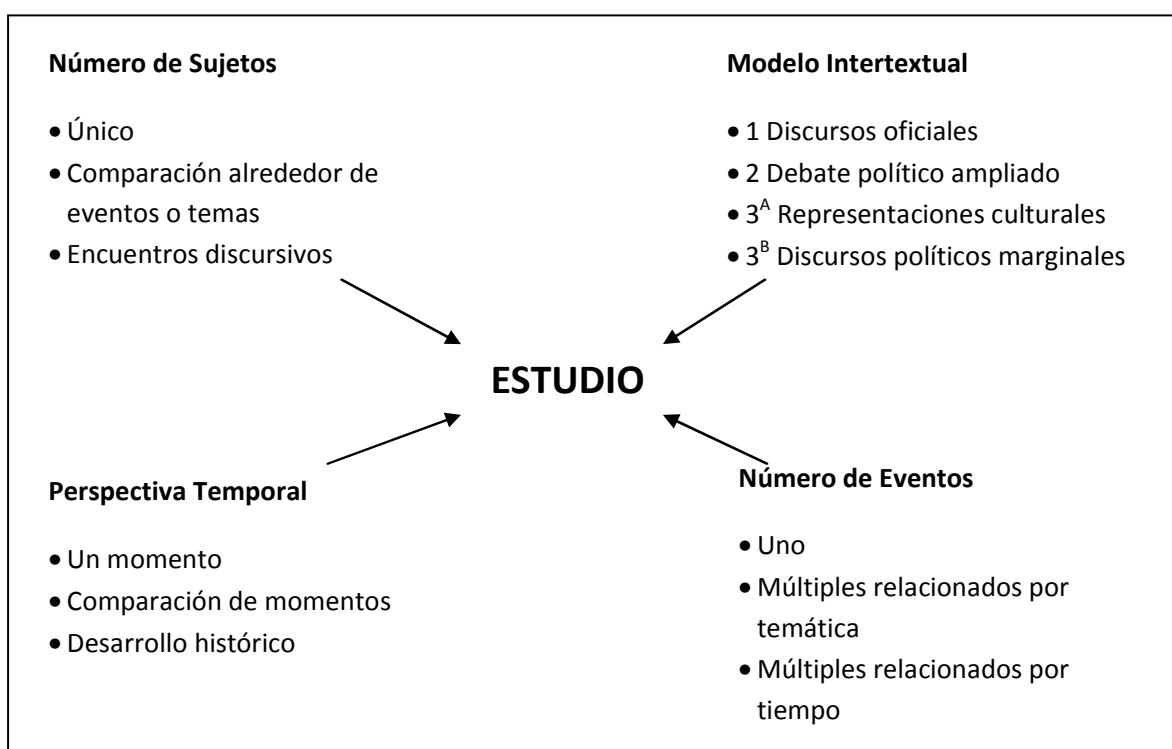 Número de Sujetos
• Único
• Comparación alrededor de
eventos o temas
• Encuentros discursivos
Modelo Intertextual
• 1 Discursos oficiales
• 2 Debate político ampliado
• 3^A Representaciones culturales
• 3^B Discursos políticos marginales
ESTUDIO
Perspectiva Temporal
• Un momento
• Comparación de momentos
• Desarrollo histórico
Número de Eventos
• Uno
• Múltiples relacionados por
temática
• Múltiples relacionados por
tiempo